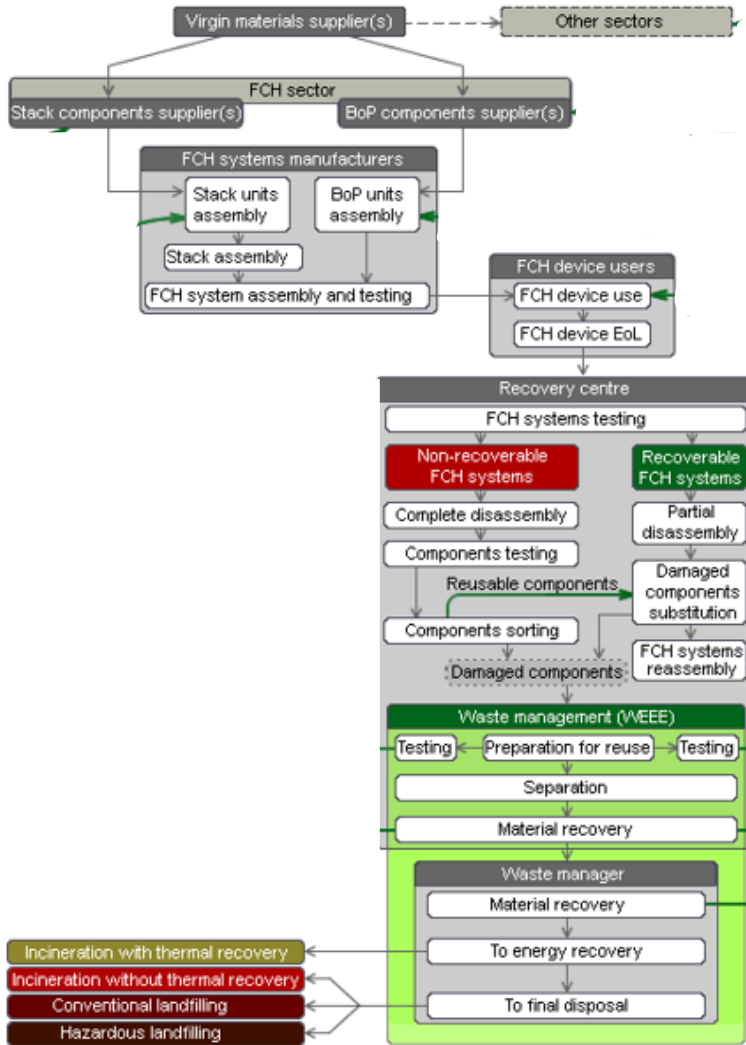 Virgin materials supplier(s)
Other sectors
FCH sector
Stack components supplier(s)
BoP components supplier(s)
FCH systems manufacturers
Stack units
assembly
BoP units
assembly
Stack assembly
FCH system assembly and testing
FCH device users
FCH device use
FCH device EoL
Recovery centre
FCH systems testing
Non-recoverable
FCH systems
Recoverable
FCH systems
Complete disassembly
Partial
disassembly
Components testing
Reusable components
Damaged
components
substitution
Components sorting
FCH systems
reassembly
Damaged components
Waste management (WEEE)
Testing
Preparation for reuse
Testing
Separation
Material recovery
Waste manager
Material recovery
Incineration with thermal recovery
To energy recovery
Incineration without thermal recovery
Conventional landfilling
To final disposal
Hazardous landfilling